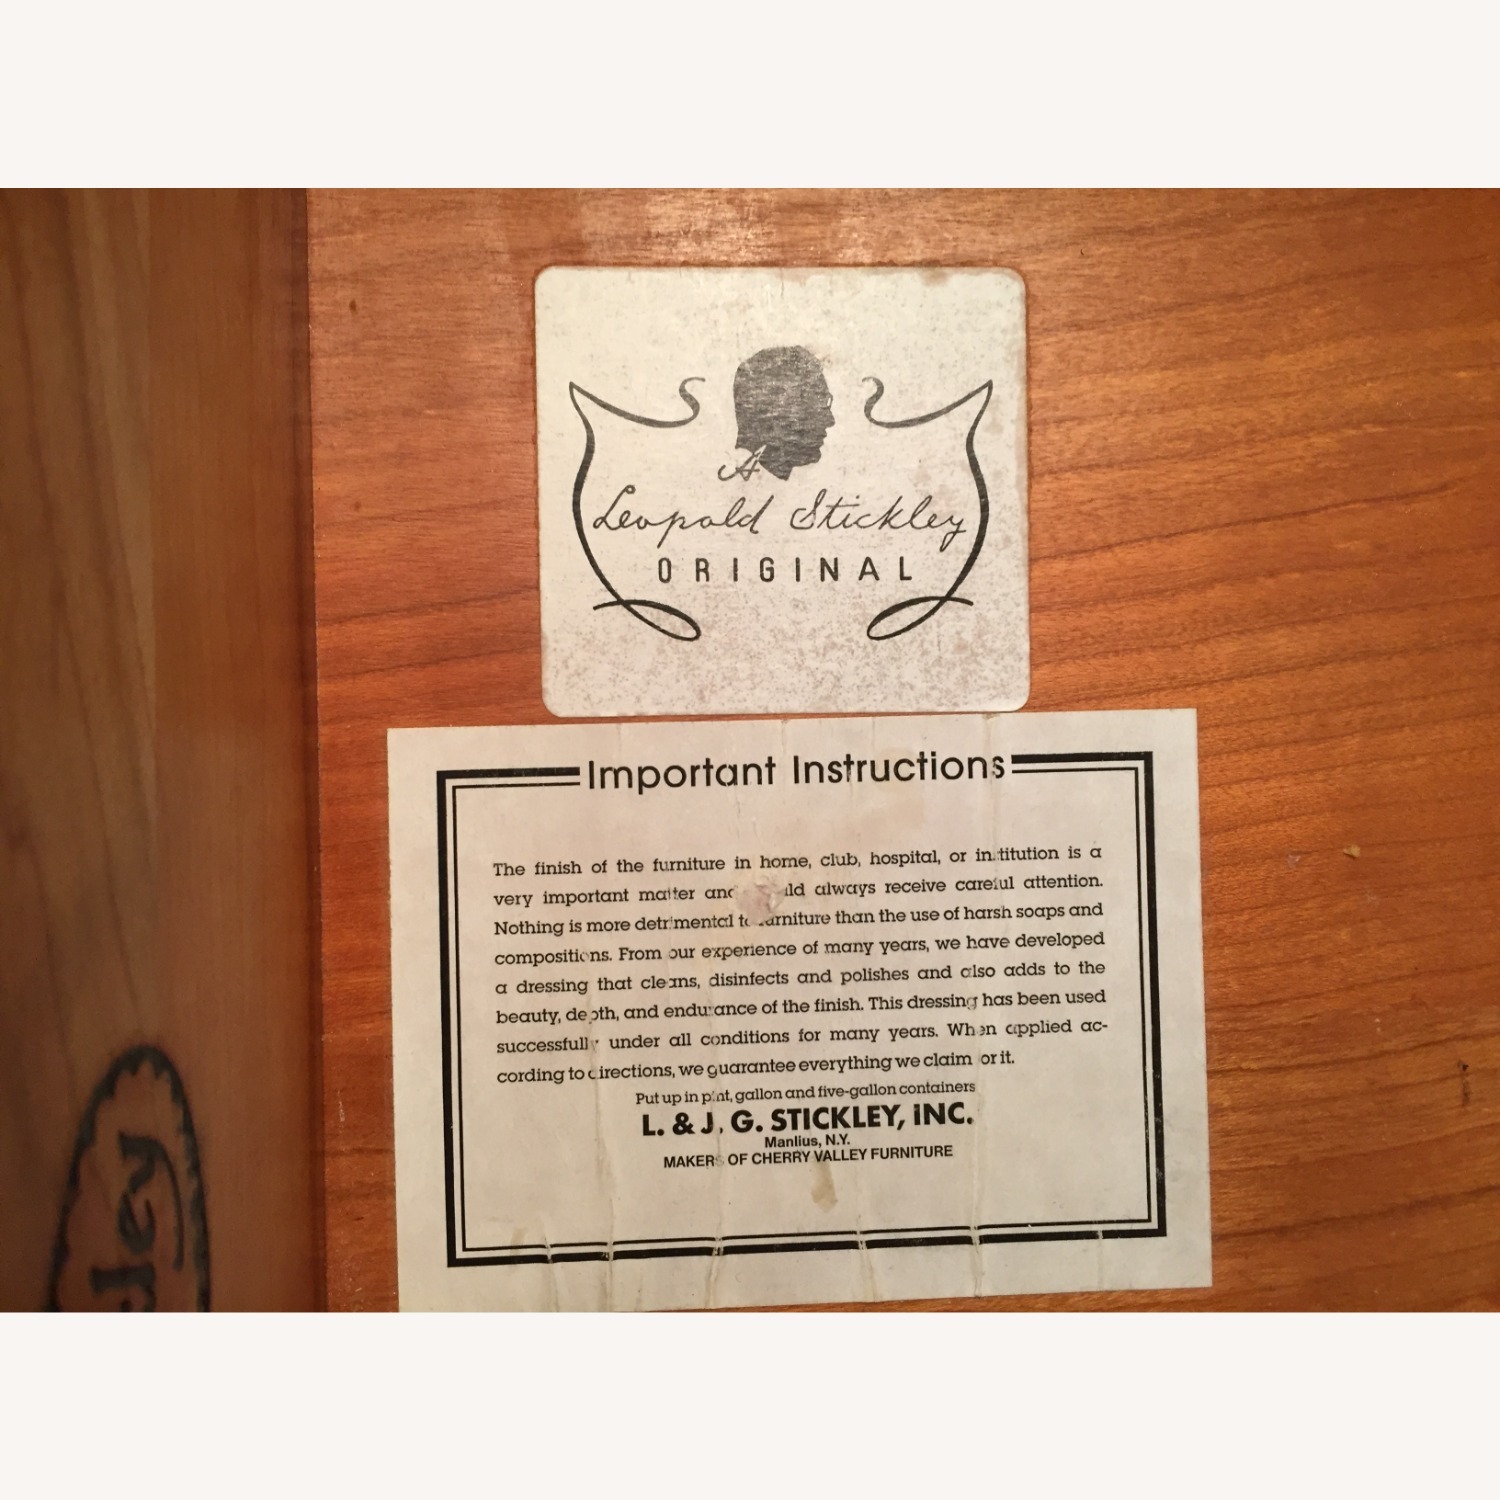 A
Leopold Stickley
ORIGINAL
Important Instructions
The finish of the furniture in home, club, hospital, or institution is a
very important matter and always receive careful attention.
Nothing is more detrimental to furniture than the use of harsh soaps and
compositions. From our experience of many years, we have developed
a dressing that cleans, disinfects and polishes and also adds to the
beauty, depth, and endurance of the finish. This dressing has been used
successfully under all conditions for many years. When applied ac-
cording to directions, we guarantee everything we claim for it.
Put up in pint, gallon and five-gallon containers
L. & J. G. STICKLEY, INC.
Manlius, N.Y.
MAKERS OF CHERRY VALLEY FURNITURE